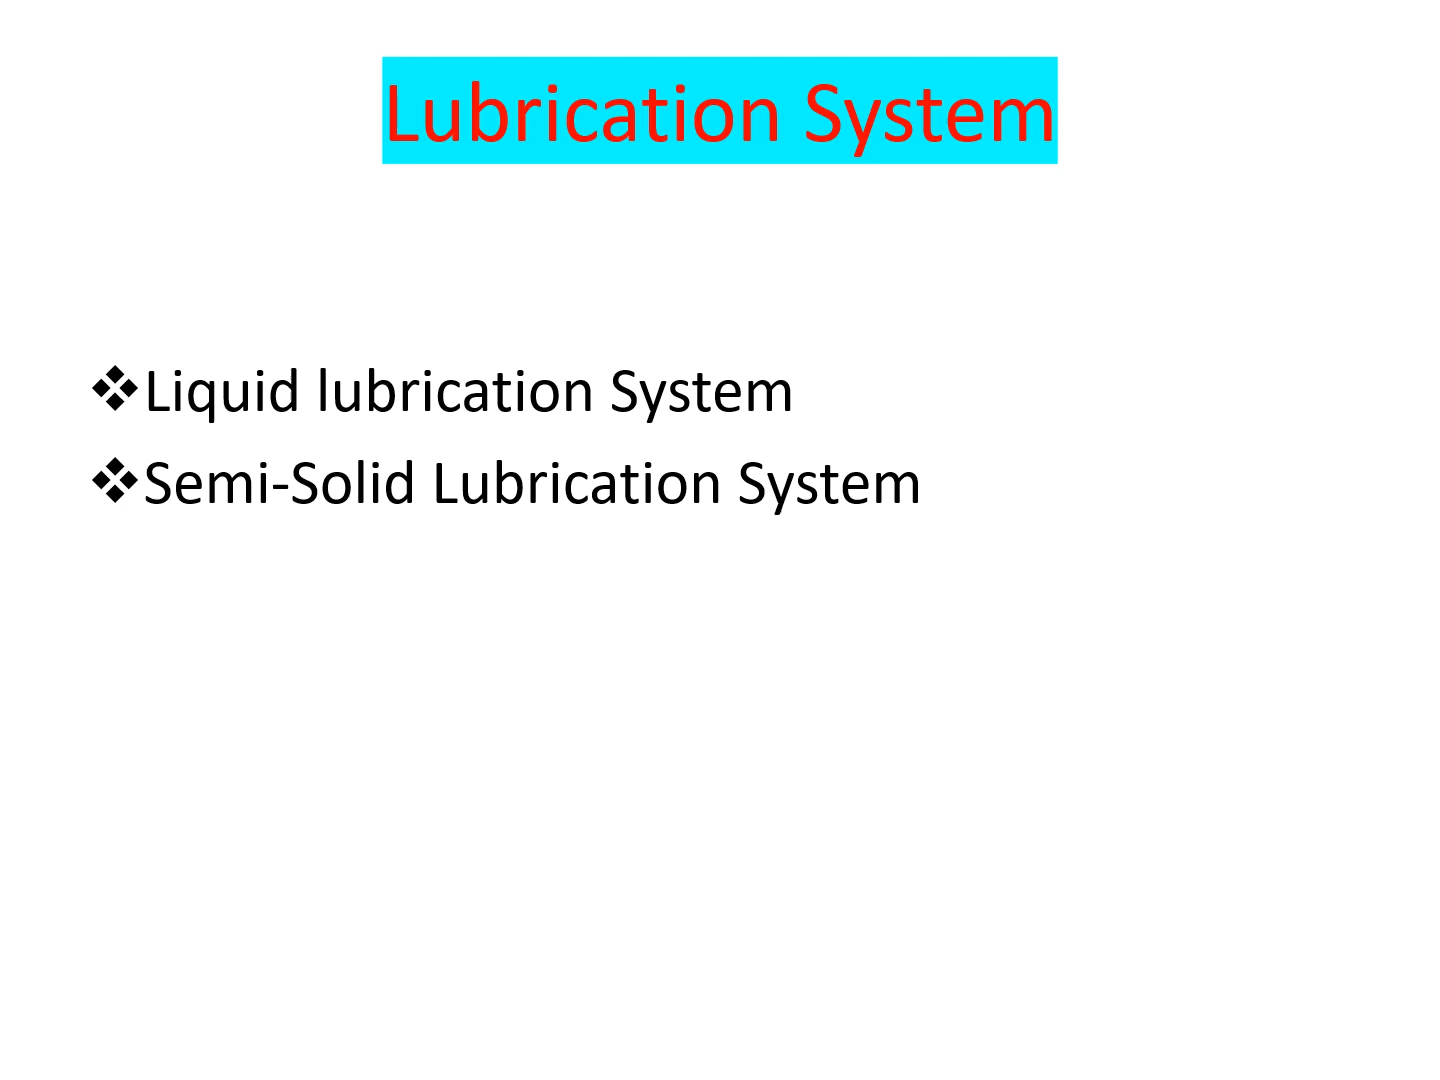 Lubrication System
❖Liquid lubrication System
❖Semi-Solid Lubrication System